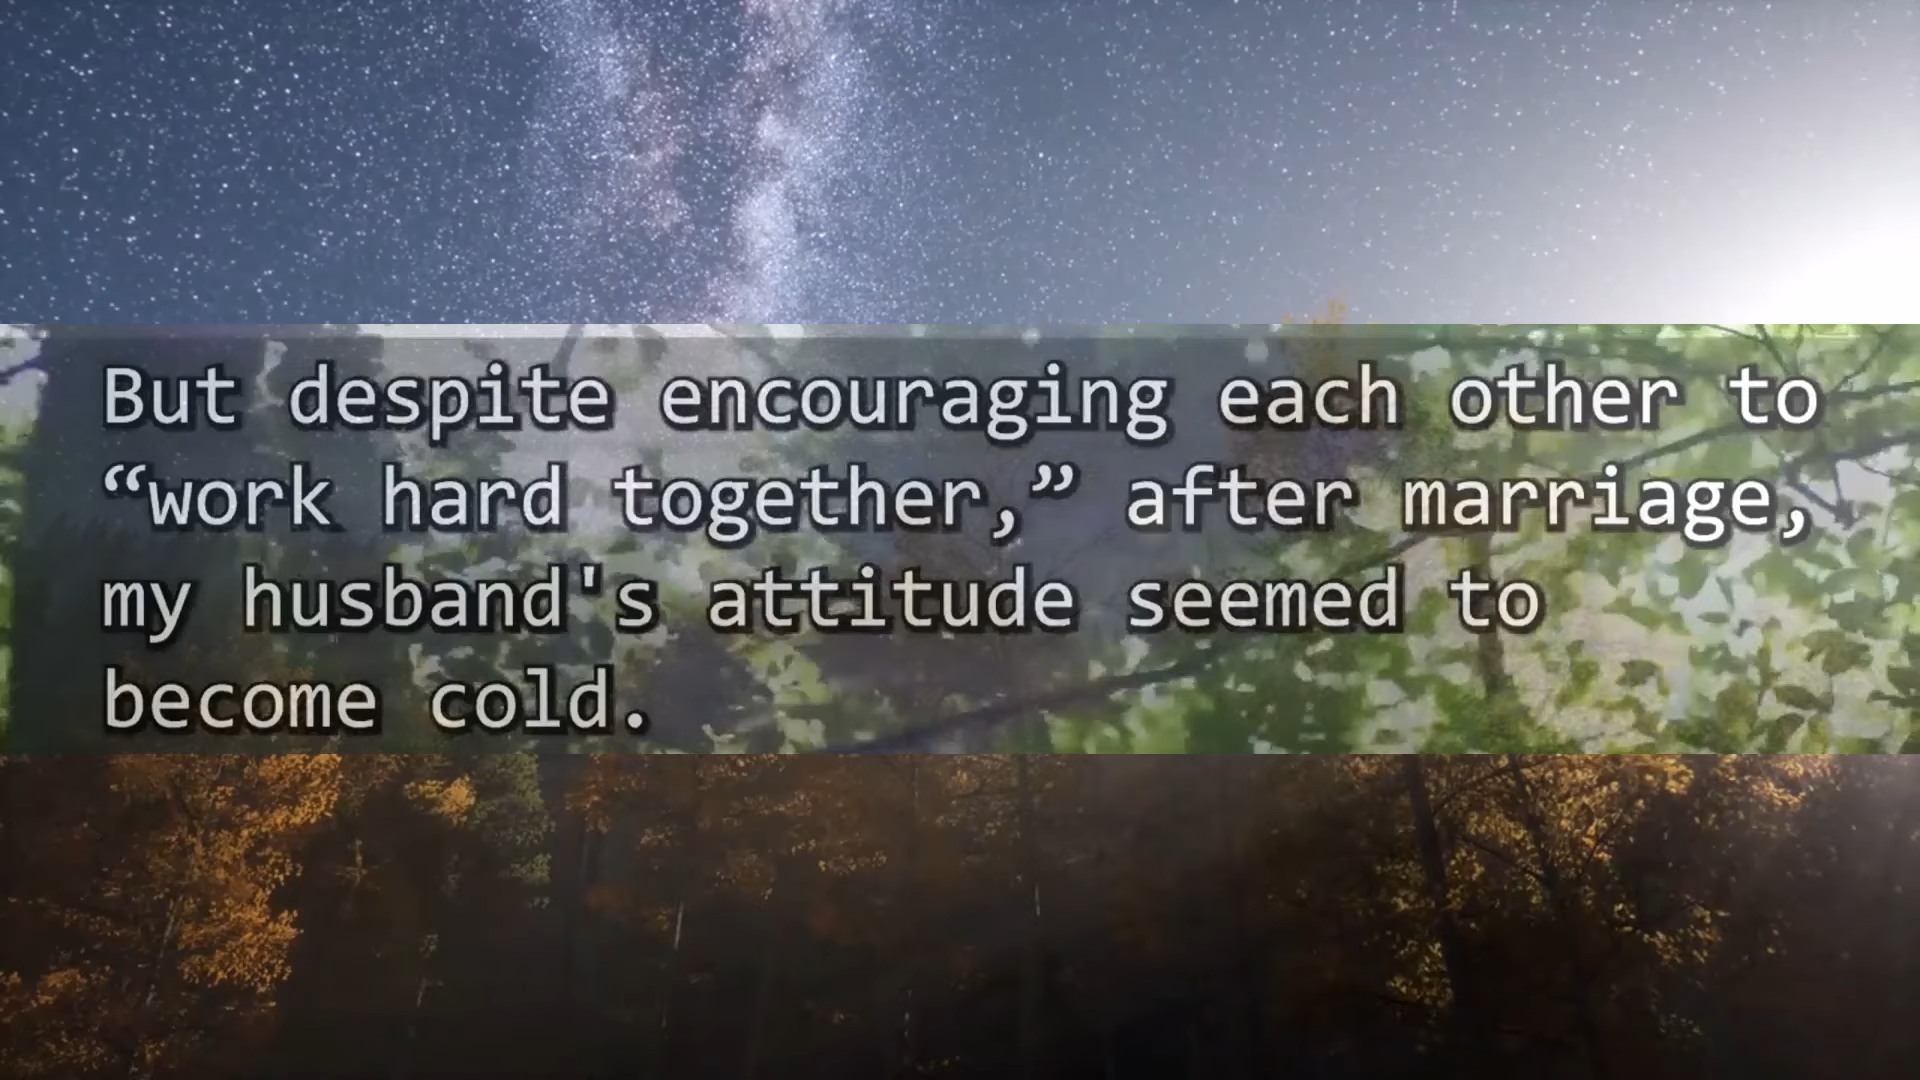 But despite encouraging each other to
“work hard together,” after marriage,
my husband's attitude seemed to
become cold.